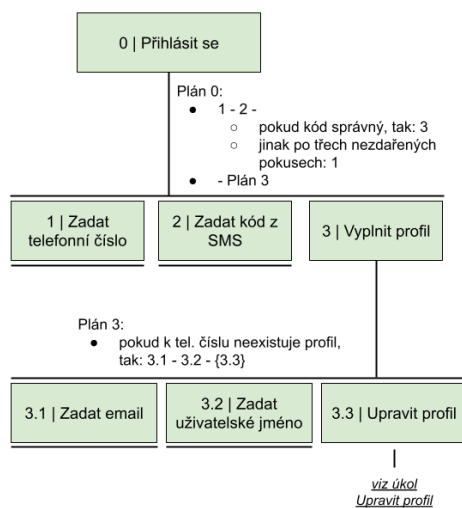 0 | Přihlásit se
Plán 0:
● 1 - 2 -
○ pokud kód správný, tak: 3
○ jinak po třech nezdařených
pokusech: 1
● - Plán 3
1 | Zadat
telefonní číslo
2 | Zadat kód z
SMS
3 | Vyplnit profil
Plán 3:
● pokud k tel. číslu neexistuje profil,
tak: 3.1 - 3.2 - {3.3}
3.1 | Zadat email
3.2 | Zadat
uživatelské jméno
3.3 | Upravit profil
viz úkol
Upravit profil